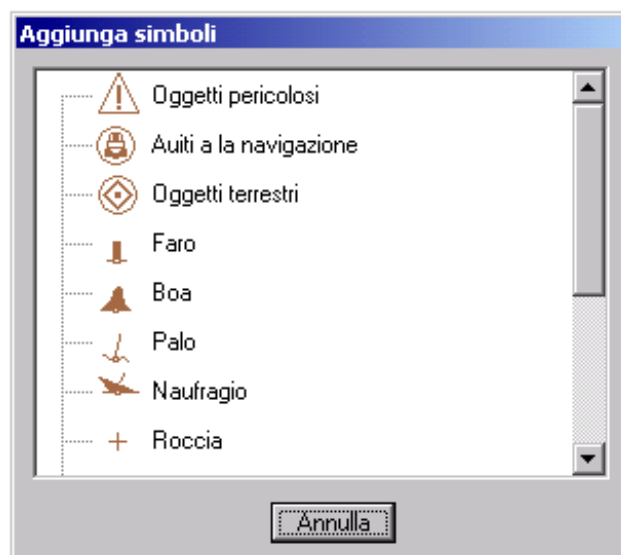 Aggiunga simboli
Oggetti pericolosi
Auiti a la navigazione
Oggetti terrestri
Faro
Boa
Palo
Naufragio
Roccia
Annulla